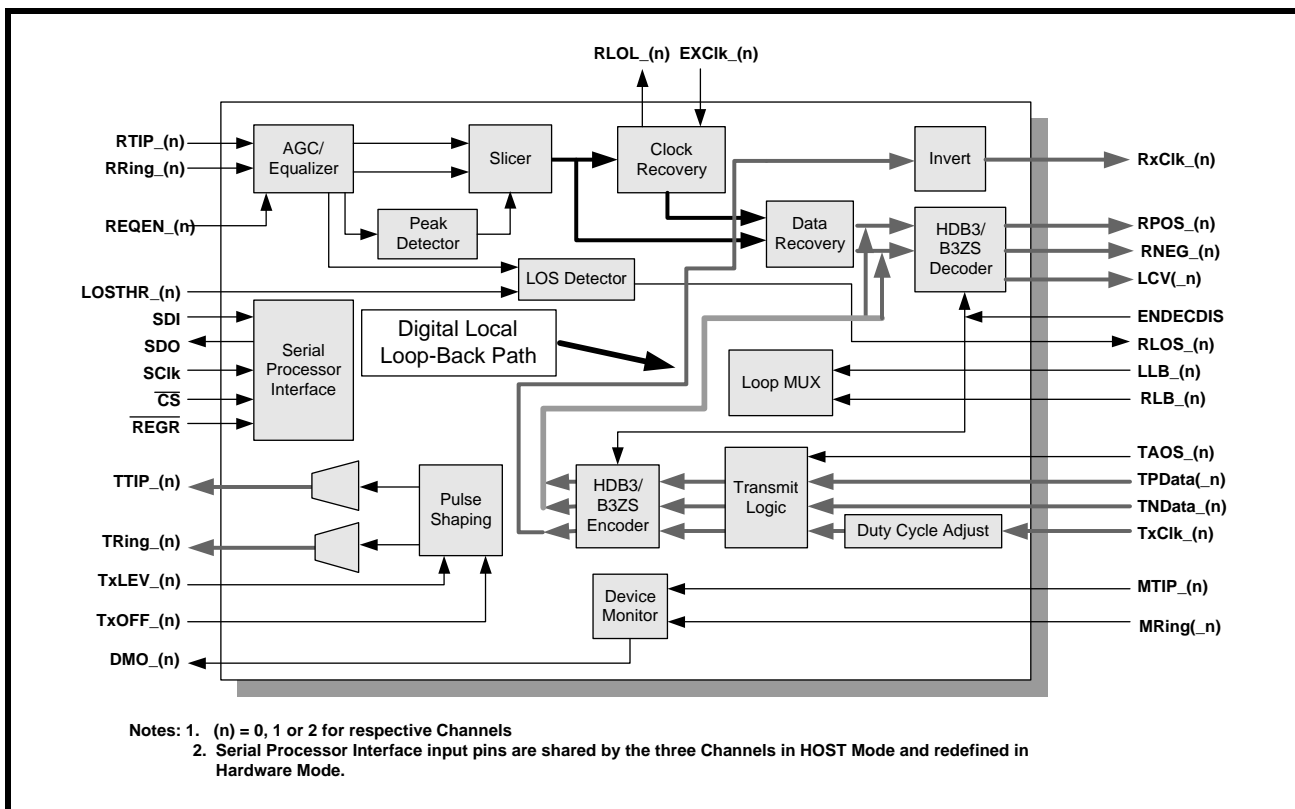 RLOL_(n) EXClk_(n)
RTIP_(n)
RRing_(n)
REQEN_(n)
LOSTHR_(n)
SDI
SDO
SClk
CS
REGR
TTIP_(n)
TRing_(n)
TxLEV_(n)
TxOFF_(n)
DMO_(n)
AGC/
Equalizer
Slicer
Clock
Recovery
Invert
Peak
Detector
Data
Recovery
HDB3/
B3ZS
Decoder
LOS Detector
Serial
Processor
Interface
Digital Local
Loop-Back Path
Loop MUX
Pulse
Shaping
HDB3/
B3ZS
Encoder
Transmit
Logic
Duty Cycle Adjust
Device
Monitor
RxClk_(n)
RPOS_(n)
RNEG_(n)
LCV(_n)
ENDECDIS
RLOS_(n)
LLB_(n)
RLB_(n)
TAOS_(n)
TPData(_n)
TNData_(n)
TxClk_(n)
MTIP_(n)
MRing(_n)
Notes: 1. (n) = 0, 1 or 2 for respective Channels
2. Serial Processor Interface input pins are shared by the three Channels in HOST Mode and redefined in
Hardware Mode.